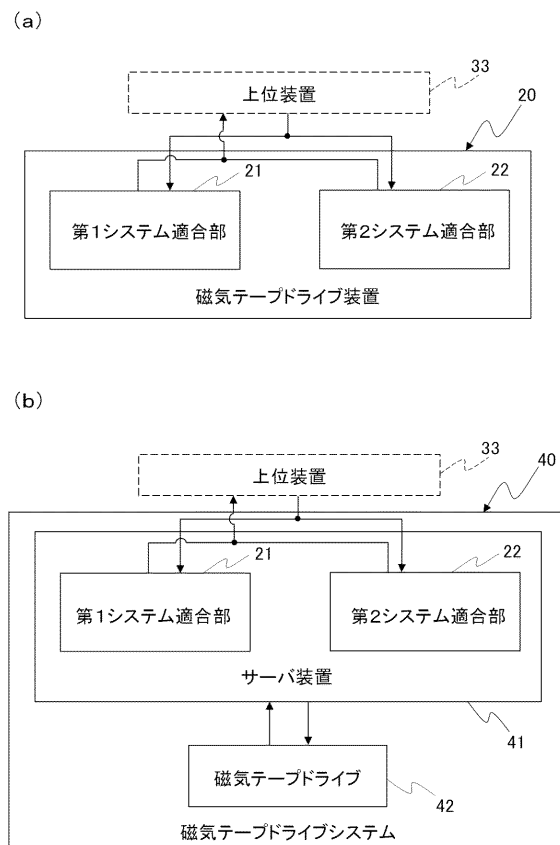 (a)
上位装置
33
20
21
22
第1システム適合部
第2システム適合部
磁気テープドライブ装置
(b)
上位装置
33
40
21
22
第1システム適合部
第2システム適合部
サーバ装置
41
磁気テープドライブ
42
磁気テープドライブシステム